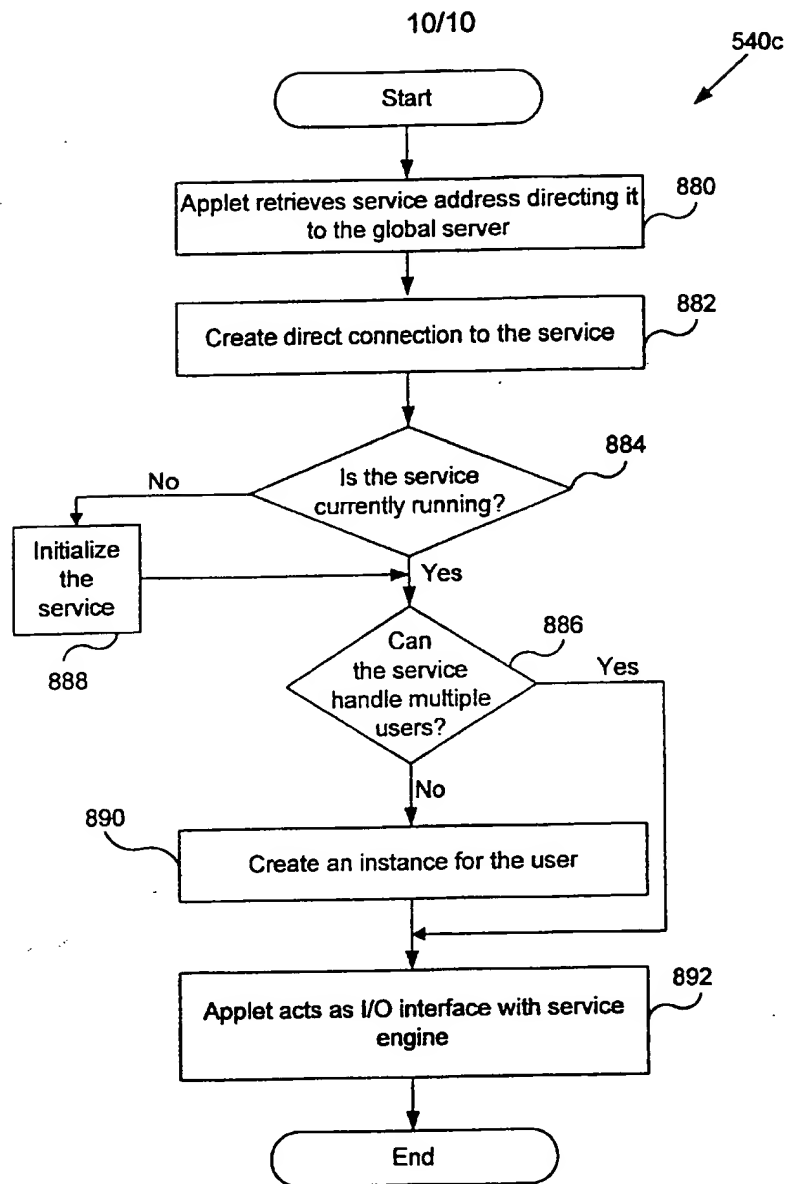 10/10
540c
Start
Applet retrieves service address directing it
to the global server
880
Create direct connection to the service
882
Is the service
currently running?
884
No
Initialize
the
service
888
Yes
Can
the service
handle multiple
users?
886
Yes
No
890
Create an instance for the user
Applet acts as I/O interface with service
engine
892
End